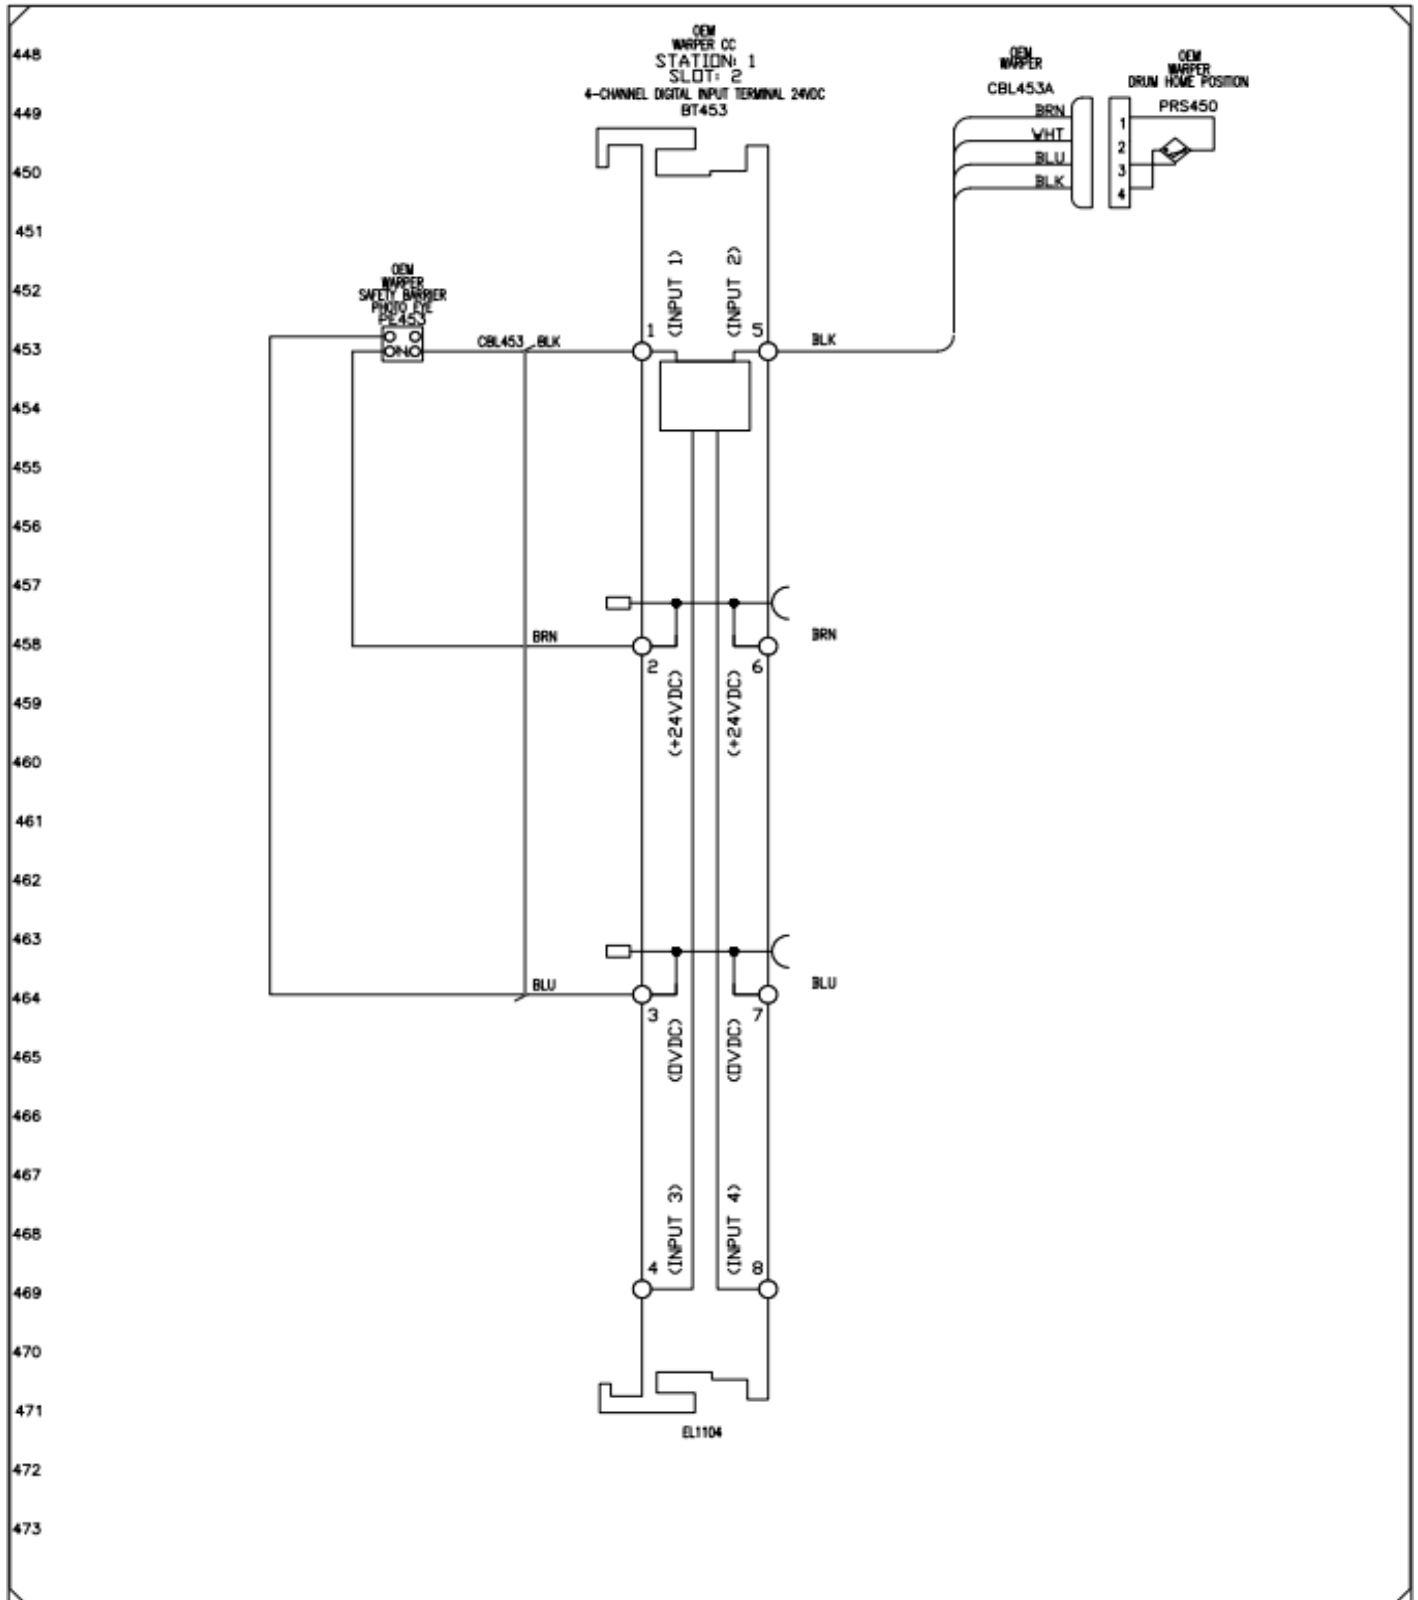 448
449
450
451
452
453
454
455
456
457
458
459
460
461
462
463
464
465
466
467
468
469
470
471
472
473
OEM
WARPER CC
STATION: 1
SLOT: 2
4-CHANNEL DIGITAL INPUT TERMINAL 24VDC
BT453
OEM
WARPER
CBL453A
OEM
WARPER
DRUM HOME POSITION
PRS450
BRN
WHT
BLU
BLK
1
2
3
4
OEM
WARPER
SAFETY BARRIER
PHOTO EYE
PE453
N
CBL453
BLK
1
(INPUT 1)
(INPUT 2)
5
BLK
BRN
2
(+24VDC)
(+24VDC)
6
BRN
BLU
3
(0VDC)
(0VDC)
7
BLU
4
(INPUT 3)
(INPUT 4)
8
EL1104